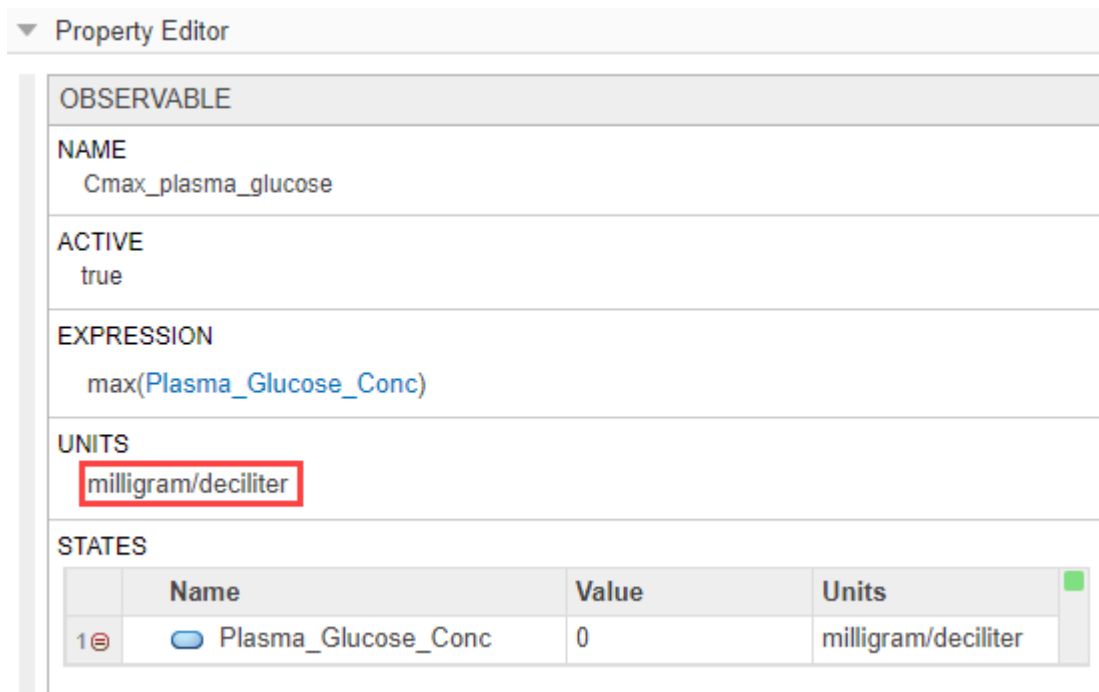 Property Editor
OBSERVABLE
NAME
Cmax_plasma_glucose
ACTIVE
true
EXPRESSION
max(Plasma_Glucose_Conc)
UNITS
milligram/deciliter
STATES
Name Value Units
1 Plasma_Glucose_Conc 0 milligram/deciliter